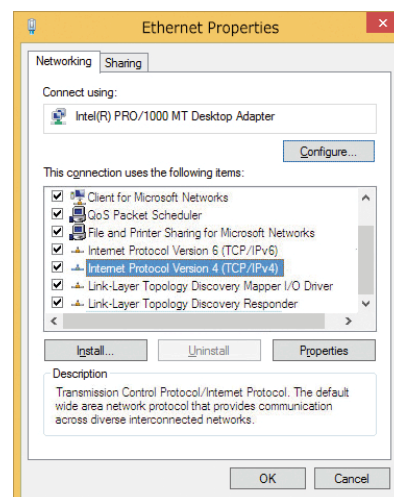 Ethernet Properties
Networking
Sharing
Connect using:
Intel(R) PRO/1000 MT Desktop Adapter
Configure...
This connection uses the following items:
Client for Microsoft Networks
QoS Packet Scheduler
File and Printer Sharing for Microsoft Networks
Internet Protocol Version 6 (TCP/IPv6)
Internet Protocol Version 4 (TCP/IPv4)
Link-Layer Topology Discovery Mapper I/O Driver
Link-Layer Topology Discovery Responder
Install...
Uninstall
Properties
Description
Transmission Control Protocol/Internet Protocol. The default
wide area network protocol that provides communication
across diverse interconnected networks.
OK
Cancel